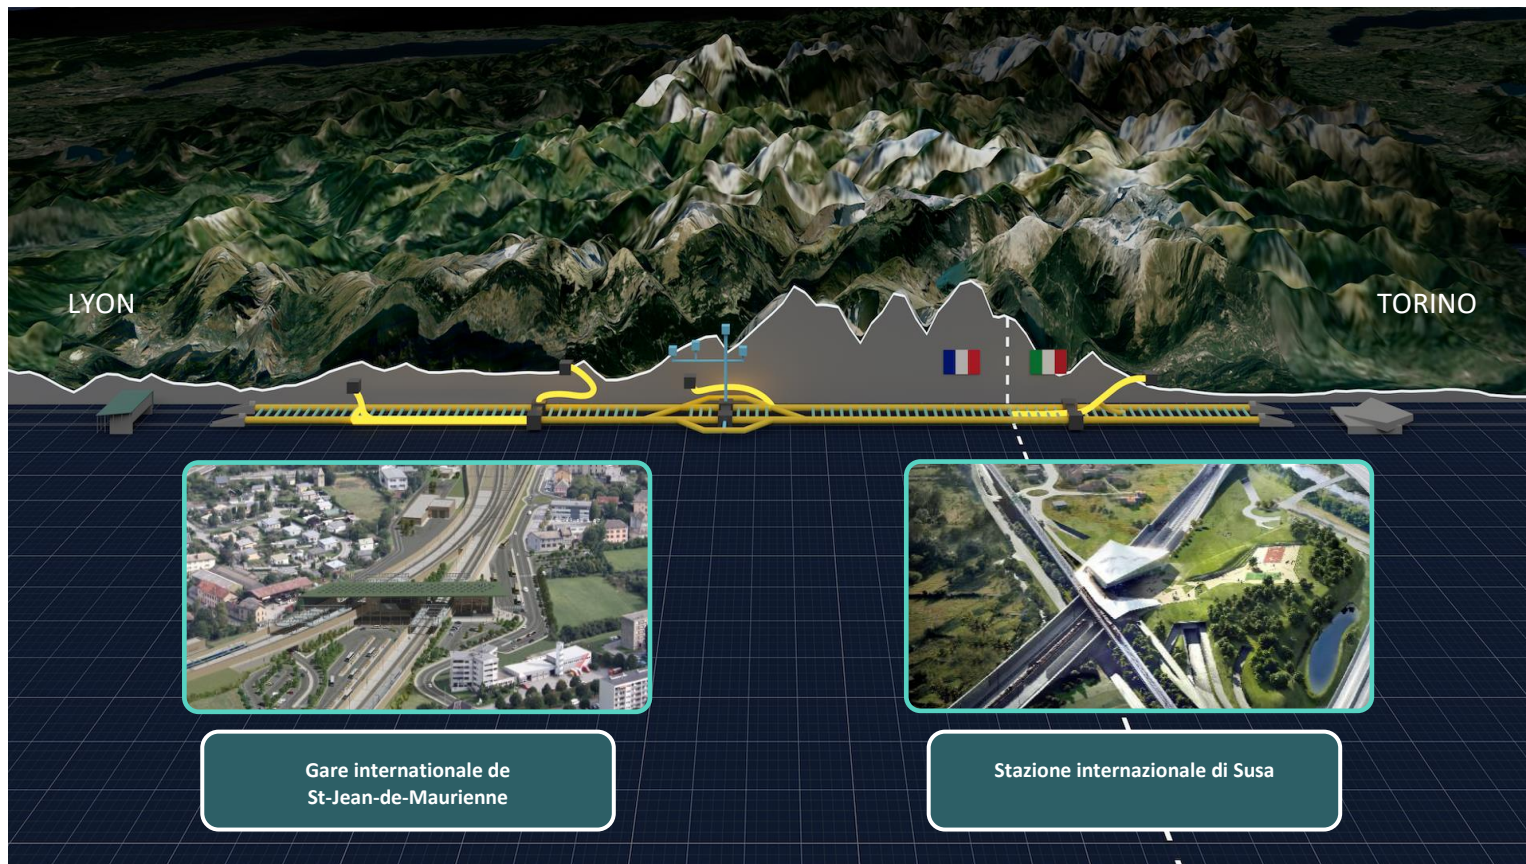 LYON
TORINO
Gare internationale de
St-Jean-de-Maurienne
Stazione internazionale di Susa